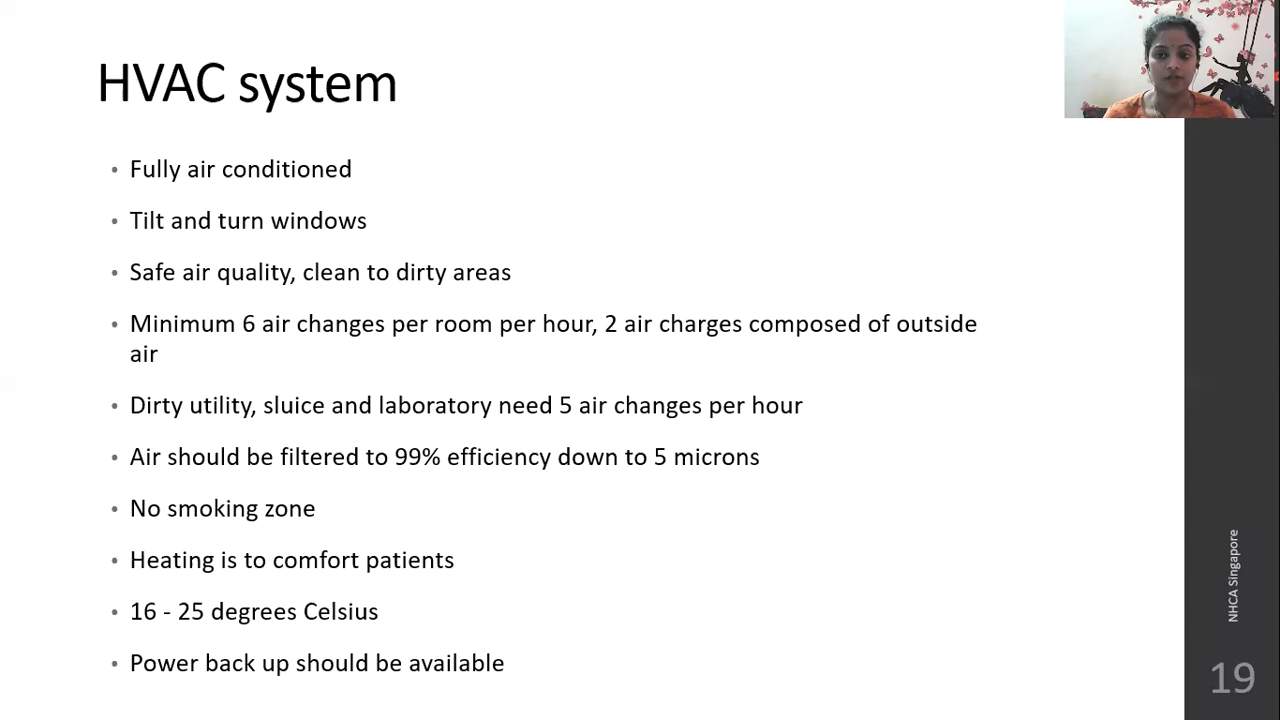 HVAC system
• Fully air conditioned
• Tilt and turn windows
• Safe air quality, clean to dirty areas
• Minimum 6 air changes per room per hour, 2 air charges composed of outside
air
• Dirty utility, sluice and laboratory need 5 air changes per hour
• Air should be filtered to 99% efficiency down to 5 microns
• No smoking zone
• Heating is to comfort patients
• 16 - 25 degrees Celsius
• Power back up should be available
NHCA Singapore
19